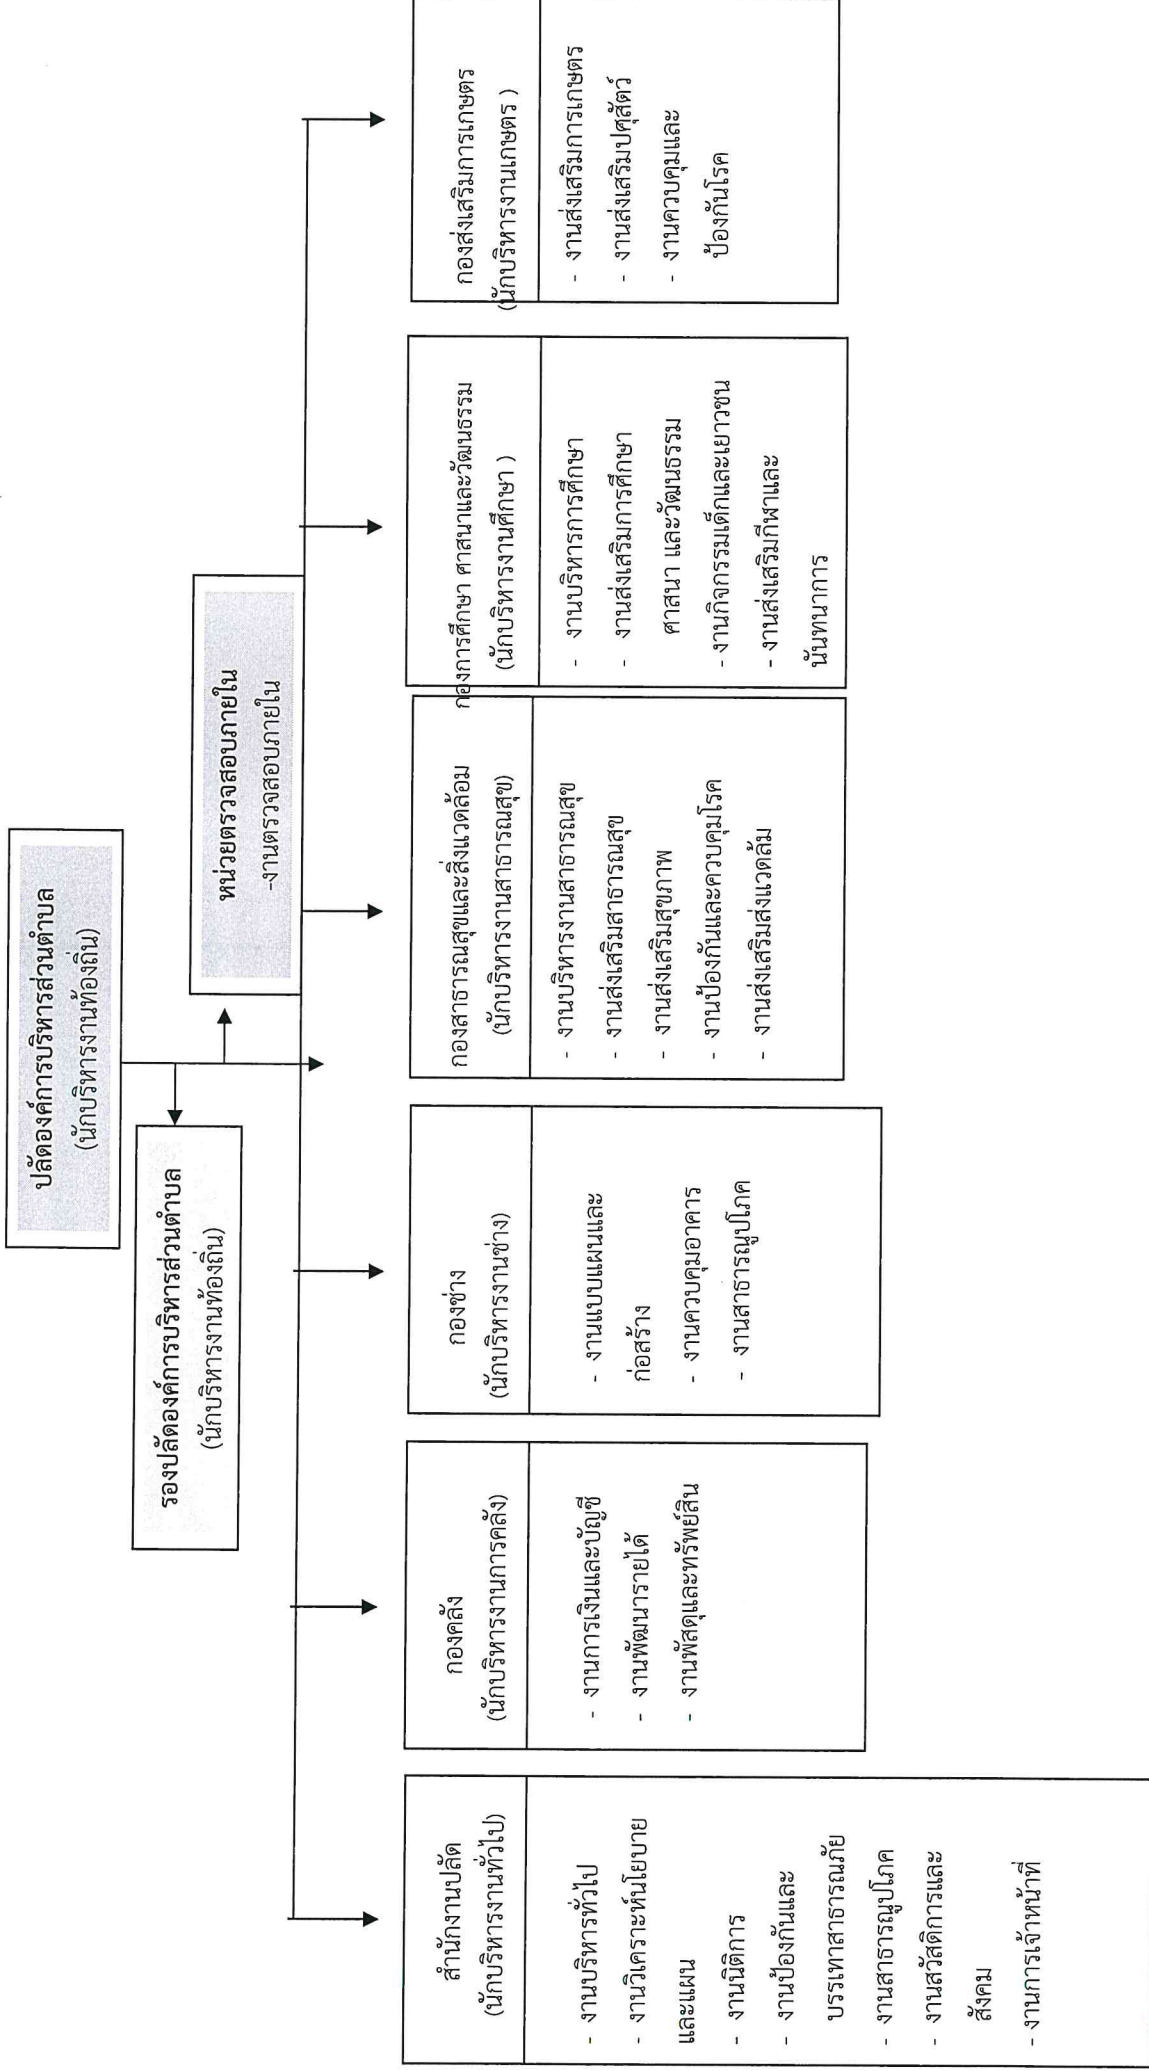 ปลัดองค์การบริหารส่วนตำบล
(นักบริหารงานท้องถิ่น)
รองปลัดองค์การบริหารส่วนตำบล
(นักบริหารงานท้องถิ่น)
หน่วยตรวจสอบภายใน
-งานตรวจสอบภายใน
สำนักงานปลัด
(นักบริหารงานทั่วไป)
- งานบริหารทั่วไป
- งานวิเคราะห์นโยบาย
และแผน
- งานนิติการ
- งานป้องกันและ
บรรเทาสาธารณภัย
- งานสาธารณูปโภค
- งานสวัสดิการและ
สังคม
- งานการเจ้าหน้าที่
กองคลัง
(นักบริหารงานการคลัง)
- งานการเงินและบัญชี
- งานพัฒนารายได้
- งานพัสดุและทรัพย์สิน
กองช่าง
(นักบริหารงานช่าง)
- งานแบบแผนและ
ก่อสร้าง
- งานควบคุมอาคาร
- งานสาธารณูปโภค
กองสาธารณสุขและสิ่งแวดล้อม
(นักบริหารงานสาธารณสุข)
- งานบริหารงานสาธารณสุข
- งานส่งเสริมสาธารณสุข
- งานส่งเสริมสุขภาพ
- งานป้องกันและควบคุมโรค
- งานส่งเสริมส่งแวดล้ม
กองการศึกษา ศาสนาและวัฒนธรรม
(นักบริหารงานศึกษา )
- งานบริหารการศึกษา
- งานส่งเสริมการศึกษา
ศาสนา และวัฒนธรรม
- งานกิจกรรมเด็กและเยาวชน
- งานส่งเสริมกีฬาและ
นันทนาการ
กองส่งเสริมการเกษตร
(นักบริหารงานเกษตร )
- งานส่งเสริมการเกษตร
- งานส่งเสริมปศุสัตว์
- งานควบคุมและ
ป้องกันโรค